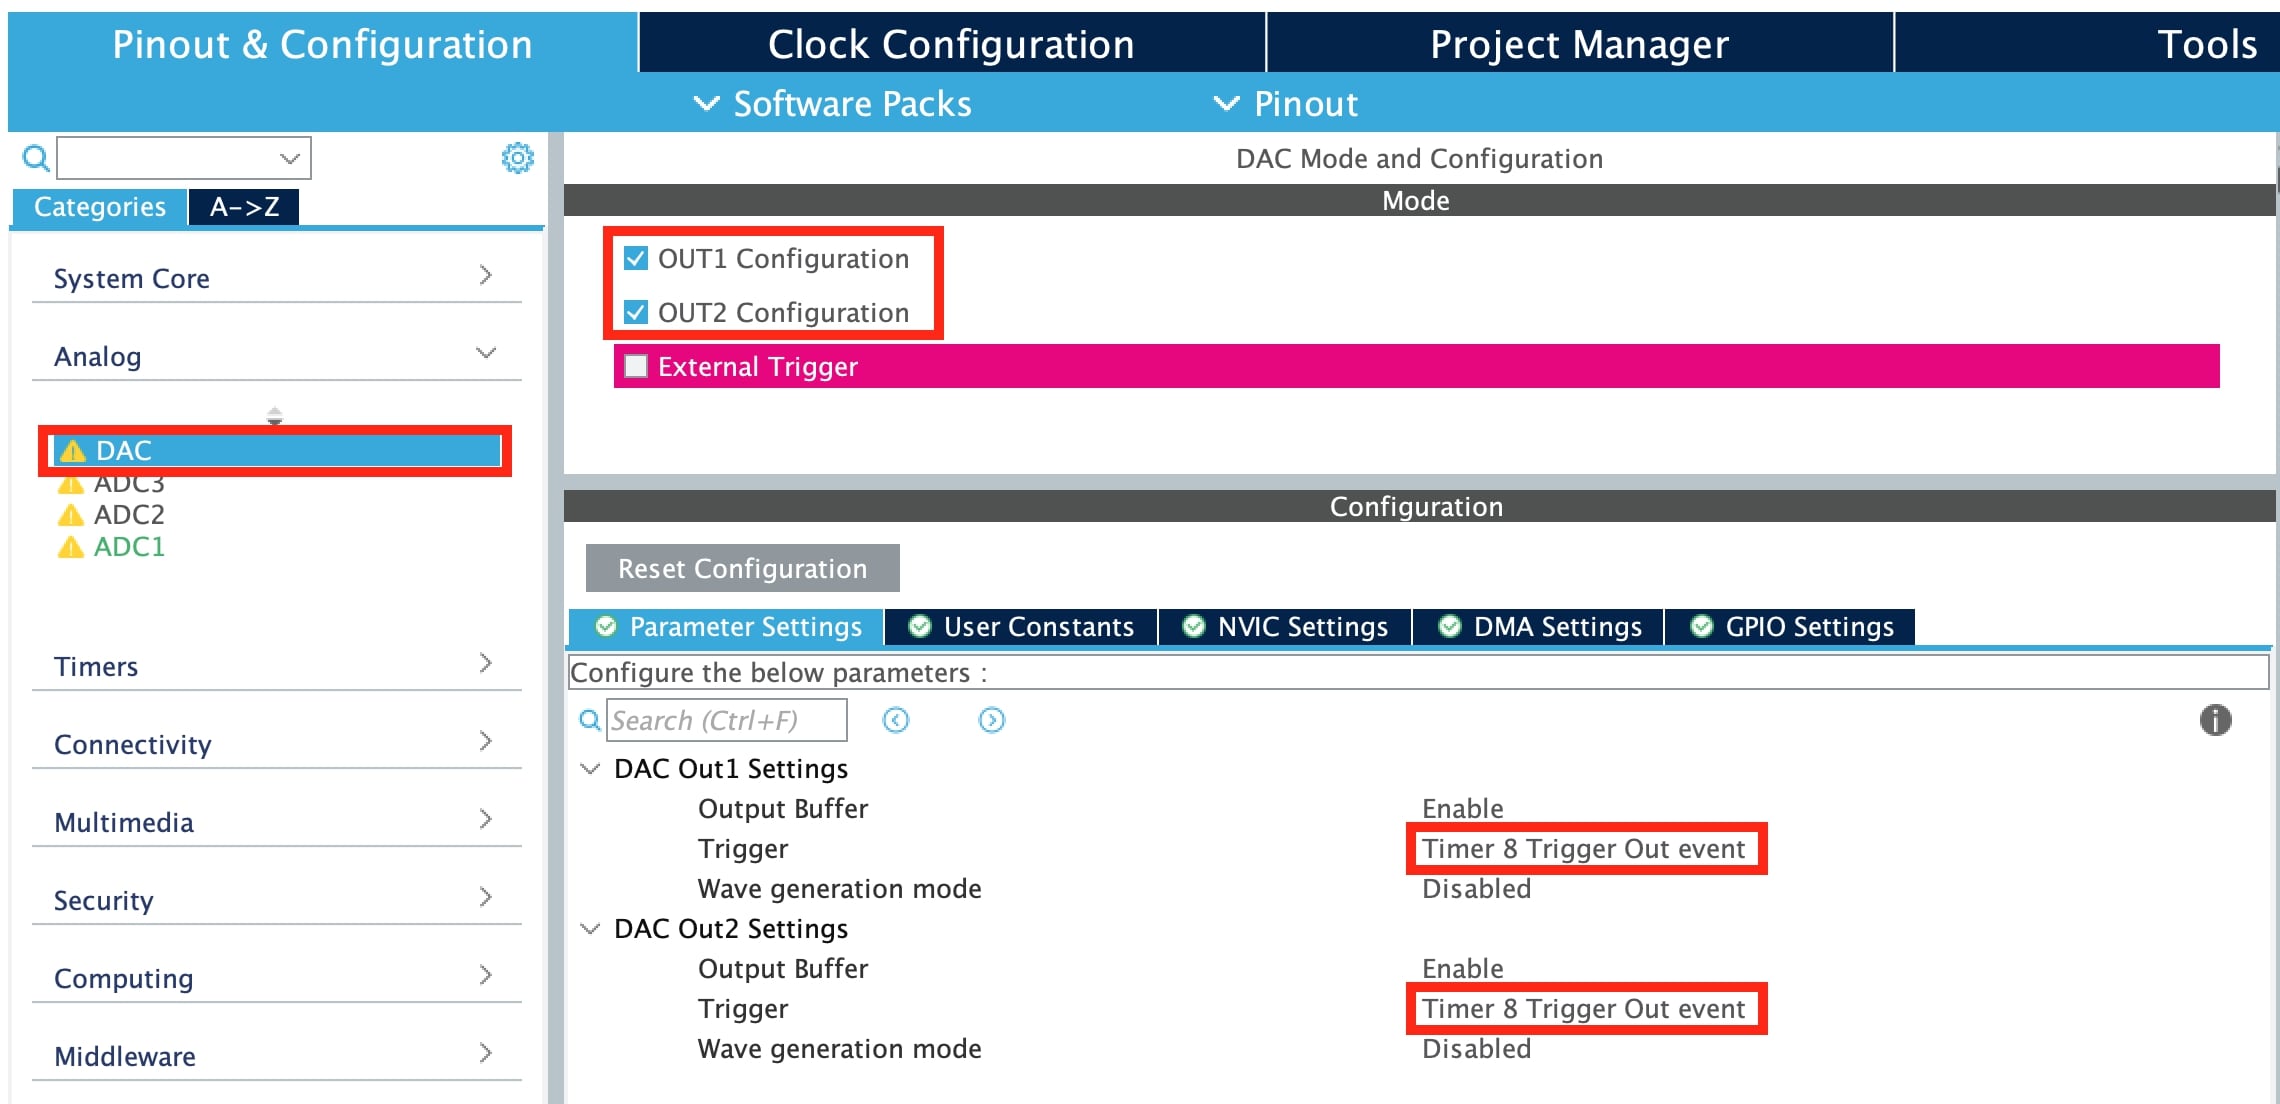 Pinout & Configuration
Clock Configuration
Project Manager
Tools
Software Packs
Pinout
Categories
A->Z
System Core
Analog
DAC
ADC3
ADC2
ADC1
Timers
Connectivity
Multimedia
Security
Computing
Middleware
DAC Mode and Configuration
Mode
OUT1 Configuration
OUT2 Configuration
External Trigger
Configuration
Reset Configuration
Parameter Settings
User Constants
NVIC Settings
DMA Settings
GPIO Settings
Configure the below parameters :
Search (Ctrl+F)
DAC Out1 Settings
Output Buffer Enable
Trigger Timer 8 Trigger Out event
Wave generation mode Disabled
DAC Out2 Settings
Output Buffer Enable
Trigger Timer 8 Trigger Out event
Wave generation mode Disabled